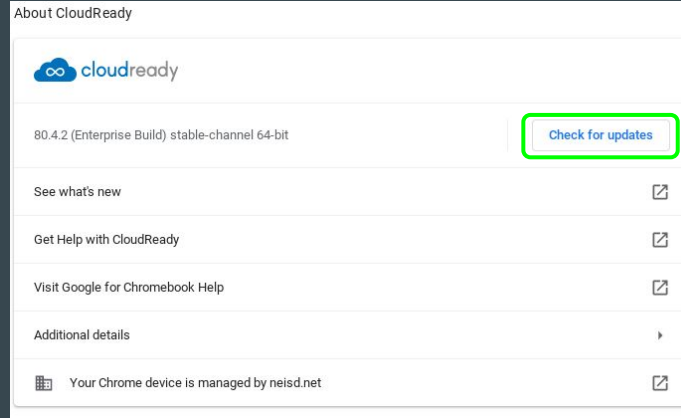 About CloudReady
cloudready
80.4.2 (Enterprise Build) stable-channel 64-bit
Check for updates
See what's new
Get Help with CloudReady
Visit Google for Chromebook Help
Additional details
Your Chrome device is managed by neisd.net